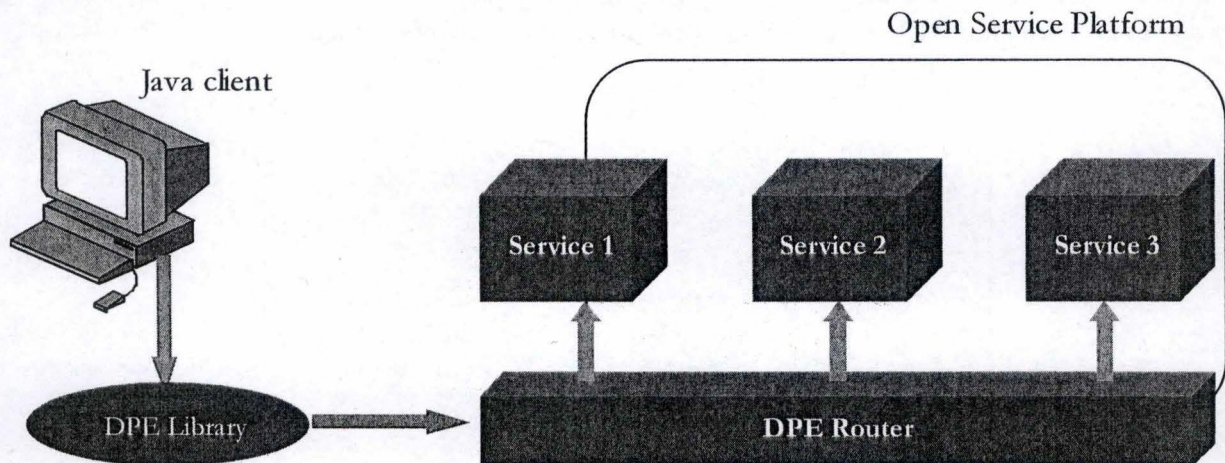 Open Service Platform
Java client
Service 1
Service 2
Service 3
DPE Library
DPE Router